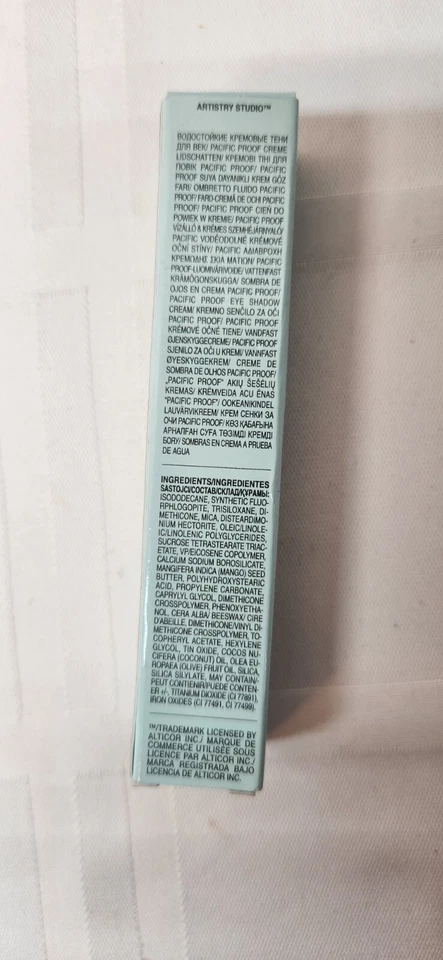 ARTISTRY STUDIO™
ВОДОСТОЙКИЕ КРЕМОВЫЕ ТЕНИ
ДЛЯ ВЕК/ PACIFIC PROOF CREME
LIDSCHATTEN/ КРЕМОВІ ТІНІ ДЛЯ
ПОВІК PACIFIC PROOF/ PACIFIC
PROOF SUYA DAYANIKLI KREM GÖZ
FARI/ OMBRETTO FLUIDO PACIFIC
PROOF/ FARD-CREMĂ DE OCHI PACIFIC
PROOF/ PACIFIC PROOF CIEŃ DO
POWIEK W KREMIE/ PACIFIC PROOF
VÍZÁLLÓ & KRÉMES SZEMHÉJÁRNYALÓ/
PACIFIC VODĚODOLNÉ KRÉMOVÉ
OČNÍ STÍNY/ PACIFIC ΑΔΙΑΒΡΟΧΗ
ΚΡΕΜΩΔΗΣ ΣΚΙΑ ΜΑΤΙΩΝ/ PACIFIC
PROOF-LUOMIVÄRIVOIDE/ VATTENFAST
KRÄMÖGONSKUGGA/ SOMBRA DE
OJOS EN CREMA PACIFIC PROOF/
PACIFIC PROOF EYE SHADOW
CREAM/ KREMNO SENČILO ZA OČI
PACIFIC PROOF/ PACIFIC PROOF
KRÉMOVÉ OČNÉ TIENE/ VANDFAST
ØJENSKYGGECREME/ PACIFIC PROOF
SJENILO ZA OČI U KREMI/ VANNFAST
ØYESKYGGEKREM/ CREME DE
SOMBRA DE OLHOS PACIFIC PROOF/
„PACIFIC PROOF" AKIŲ ŠEŠĖLIŲ
KREMAS/ KRĒMVEIDA ACU ĒNAS
"PACIFIC PROOF"/ OOKEANIKINDEL
LAUVÄRVIKREEM/ КРЕМ СЕНКИ ЗА
ОЧИ PACIFIC PROOF/ КӨЗ ҚАБАҒЫНА
АРНАЛҒАН СУҒА ТӨЗІМДІ КРЕМДІ
БОЯУ/ SOMBRAS EN CREMA A PRUEBA
DE AGUA
INGREDIENTS/INGREDIENTES
SASTOJCI/СОСТАВ/СКЛАД/ҚҰРАМЫ:
ISODODECANE, SYNTHETIC FLUO-
RPHLOGOPITE, TRISILOXANE, DI-
METHICONE, MICA, DISTEARDIMO-
NIUM HECTORITE, OLEIC/LINOLE-
IC/LINOLENIC POLYGLYCERIDES,
SUCROSE TETRASTEARATE TRIAC-
ETATE, VP/EICOSENE COPOLYMER,
CALCIUM SODIUM BOROSILICATE,
MANGIFERA INDICA (MANGO) SEED
BUTTER, POLYHYDROXYSTEARIC
ACID, PROPYLENE CARBONATE,
CAPRYLYL GLYCOL, DIMETHICONE
CROSSPOLYMER, PHENOXYETHA-
NOL, CERA ALBA/ BEESWAX/ CIRE
D'ABEILLE, DIMETHICONE/VINYL DI-
METHICONE CROSSPOLYMER, TO-
COPHERYL ACETATE, HEXYLENE
GLYCOL, TIN OXIDE, COCOS NU-
CIFERA (COCONUT) OIL, OLEA EU-
ROPAEA (OLIVE) FRUIT OIL, SILICA,
SILICA SILYLATE, MAY CONTAIN/
PEUT CONTENIR/PUEDE CONTEN-
ER +/-, TITANIUM DIOXIDE (CI 77891),
IRON OXIDES (CI 77491, CI 77499).
™/TRADEMARK LICENSED BY
ALTICOR INC./ MARQUE DE
COMMERCE UTILISÉE SOUS
LICENCE PAR ALTICOR INC./
MARCA REGISTRADA BAJO
LICENCIA DE ALTICOR INC.